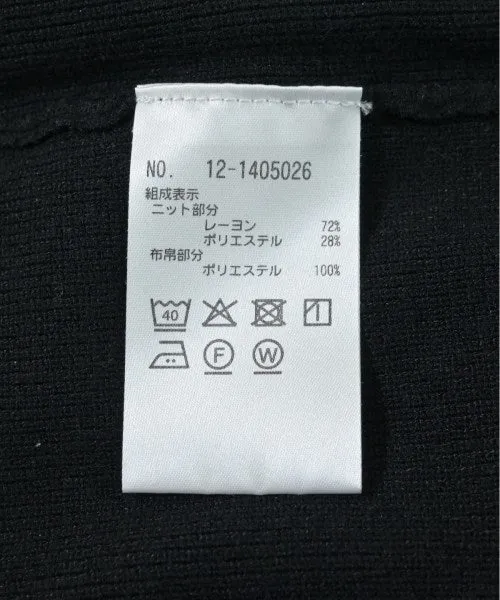 NO. 12-1405026
組成表示
ニット部分
レーヨン 72%
ポリエステル 28%
布帛部分
ポリエステル 100%
40
F W